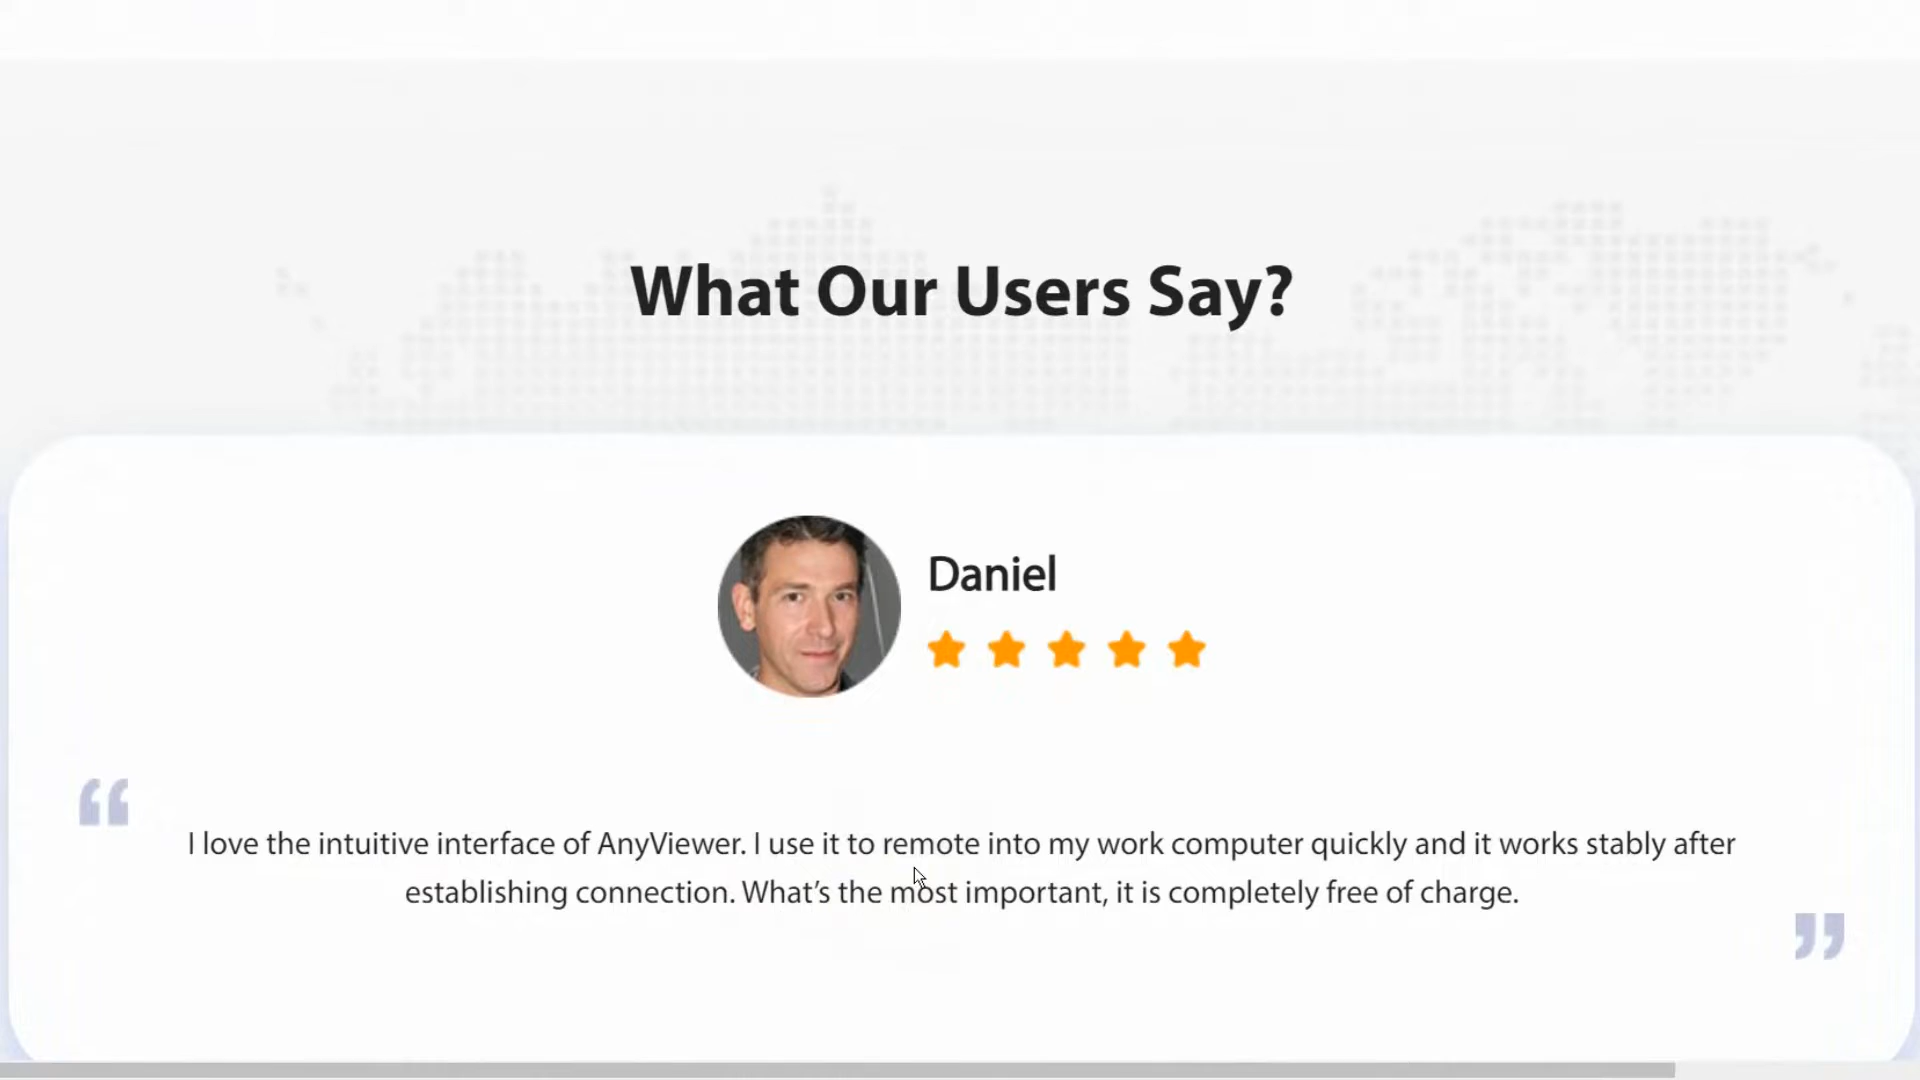 What Our Users Say?
Daniel
“
I love the intuitive interface of AnyViewer. I use it to remote into my work computer quickly and it works stably after
establishing connection. What’s the most important, it is completely free of charge.
”